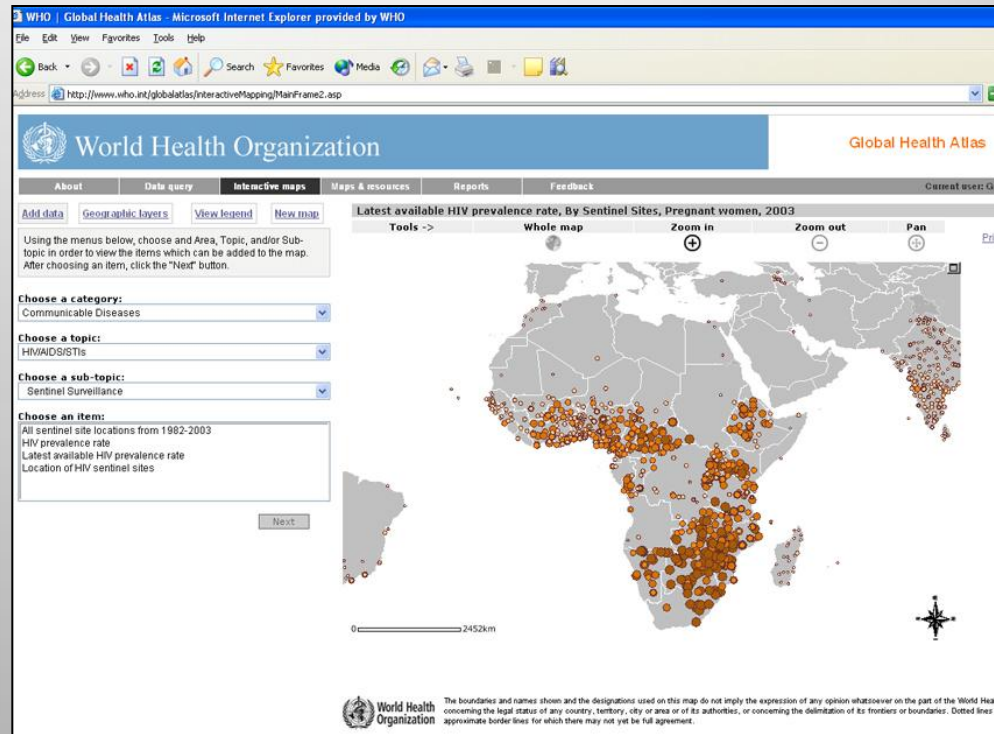 WHO | Global Health Atlas - Microsoft Internet Explorer provided by WHO
File Edit View Favorites Tools Help
Back Search Favorites Media
Address http://www.who.int/globalatlas/interactiveMapping/MainFrame2.asp
World Health Organization
Global Health Atlas
About Data query Interactive maps Maps & resources Reports Feedback Current user: G
Add data Geographic layers View legend New map
Using the menus below, choose and Area, Topic, and/or Sub-
topic in order to view the items which can be added to the map.
After choosing an item, click the "Next" button.
Choose a category:
Communicable Diseases
Choose a topic:
HIV/AIDS/STIs
Choose a sub-topic:
Sentinel Surveillance
Choose an item:
All sentinel site locations from 1982-2003
HIV prevalence rate
Latest available HIV prevalence rate
Location of HIV sentinel sites
Next
Latest available HIV prevalence rate, By Sentinel Sites, Pregnant women, 2003
Tools -> Whole map Zoom in Zoom out Pan
Pri
0 2452km
World Health
Organization
The boundaries and names shown and the designations used on this map do not imply the expression of any opinion whatsoever on the part of the World Hea
concerning the legal status of any country, territory, city or area or of its authorities, or concerning the delimitation of its frontiers or boundaries. Dotted lines
approximate border lines for which there may not yet be full agreement.